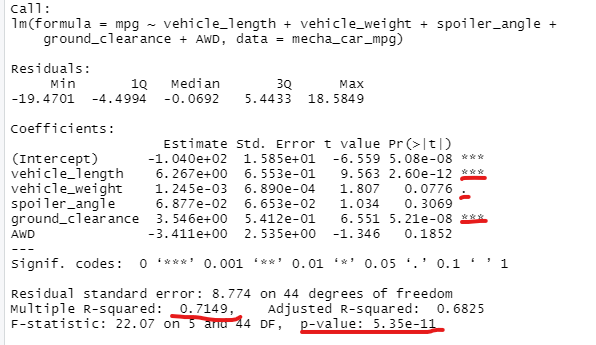 Call:
lm(formula = mpg ~ vehicle_length + vehicle_weight + spoiler_angle +
    ground_clearance + AWD, data = mecha_car_mpg)
Residuals:
     Min       1Q   Median       3Q      Max
-19.4701  -4.4994  -0.0692   5.4433  18.5849
Coefficients:
                   Estimate Std. Error t value Pr(>|t|)
(Intercept)      -1.040e+02  1.585e+01  -6.559 5.08e-08 ***
vehicle_length    6.267e+00  6.553e-01   9.563 2.60e-12 ***
vehicle_weight    1.245e-03  6.890e-04   1.807   0.0776 .
spoiler_angle     6.877e-02  6.653e-02   1.034   0.3069
ground_clearance  3.546e+00  5.412e-01   6.551 5.21e-08 ***
AWD              -3.411e+00  2.535e+00  -1.346   0.1852
---
Signif. codes:  0 ‘***’ 0.001 ‘**’ 0.01 ‘*’ 0.05 ‘.’ 0.1 ‘ ’ 1
Residual standard error: 8.774 on 44 degrees of freedom
Multiple R-squared:  0.7149,    Adjusted R-squared:  0.6825
F-statistic: 22.07 on 5 and 44 DF,  p-value: 5.35e-11